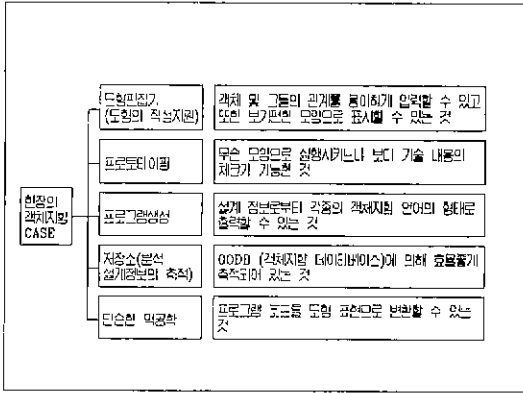 도형편집기
(도형의 작성지원)
객체 및 그들의 관계를 용이하게 입력할 수 있고
또한 보기편한 모양으로 표시할 수 있는 것
프로토타이핑
무슨 모양으로 실행시키느냐 보다 기술 내용의
체크가 가능한 것
현장의
객체지향
CASE
프로그램생성
설계 정보로부터 각종의 객체지향 언어의 형태로
출력할 수 있는 것
저장소(분석
설계정보의 축적)
OODB (객체지향 데이타베이스)에 의해 효율좋게
축적되어 있는 것
단순한 역공학
프로그램 코드를 도형 표현으로 변환할 수 있는
것